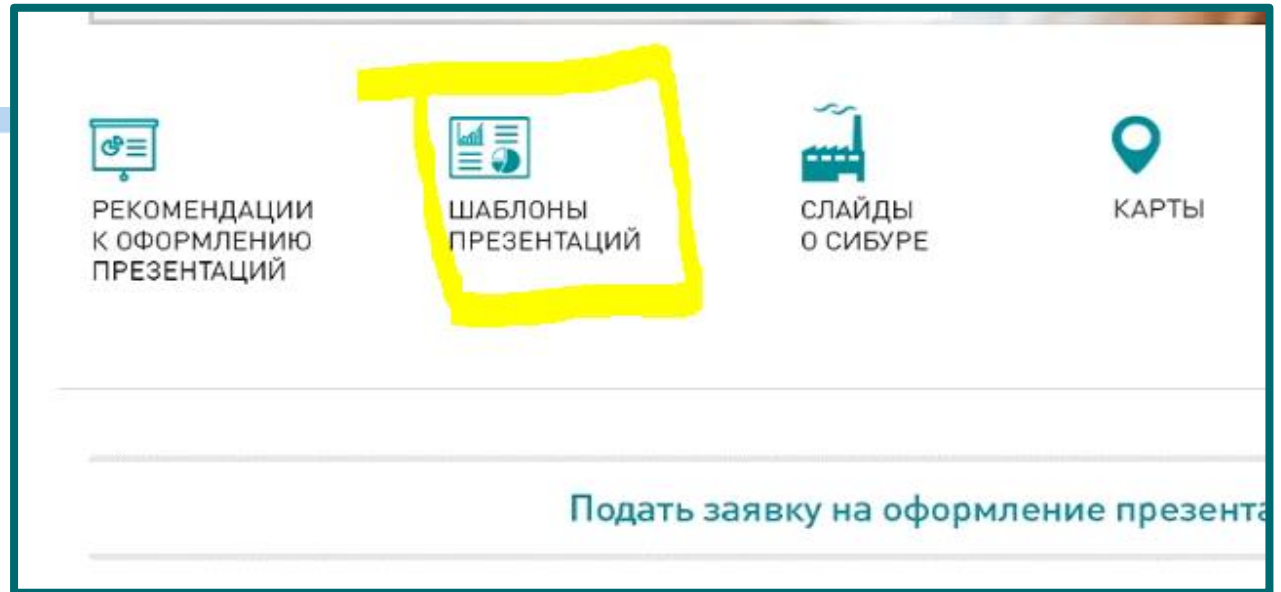 РЕКОМЕНДАЦИИ
К ОФОРМЛЕНИЮ
ПРЕЗЕНТАЦИЙ
ШАБЛОНЫ
ПРЕЗЕНТАЦИЙ
СЛАЙДЫ
О СИБУРЕ
КАРТЫ
Подать заявку на оформление презента